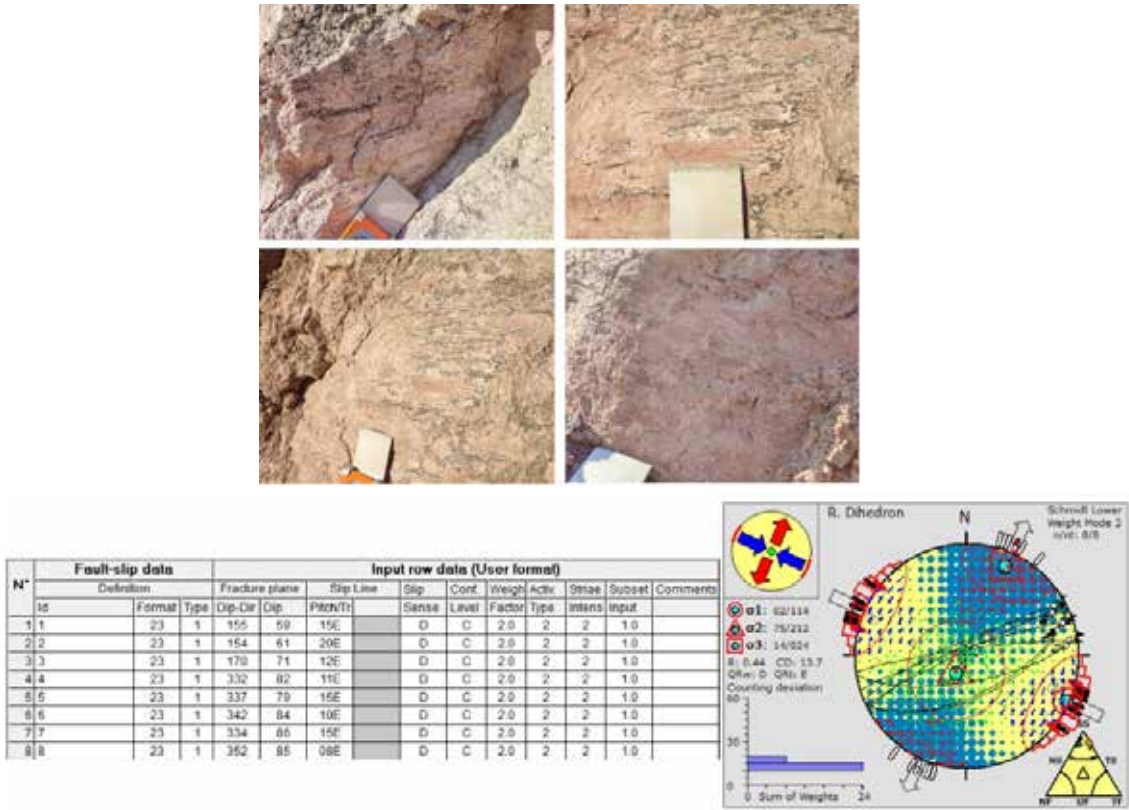 Fault-slip data Input row data (User format)
N° Definition Fracture plane Slip Line Slip Conf. Weigh Activ. Striae Subset Comments
Id Format Type Dip-Dir Dip Pitch/Tr Sense Level Factor Type Intens Input
1 1 23 1 155 59 15E D C 2.0 2 2 1.0
2 2 23 1 154 61 20E D C 2.0 2 2 1.0
3 3 23 1 170 71 12E D C 2.0 2 2 1.0
4 4 23 1 332 82 11E D C 2.0 2 2 1.0
5 5 23 1 337 79 15E D C 2.0 2 2 1.0
6 6 23 1 342 84 10E D C 2.0 2 2 1.0
7 7 23 1 334 86 15E D C 2.0 2 2 1.0
8 8 23 1 352 85 08E D C 2.0 2 2 1.0
R. Dihedron
N
Schmidt Lower
Weight Mode 2
n/nt: 8/8
σ1: 02/114
σ2: 75/212
σ3: 14/024
R: 0.44 CD: 13.7
QRw: D QRt: E
Counting deviation
60
30
0
0 Sum of Weights 24
SS
NS TS
NF UF TF